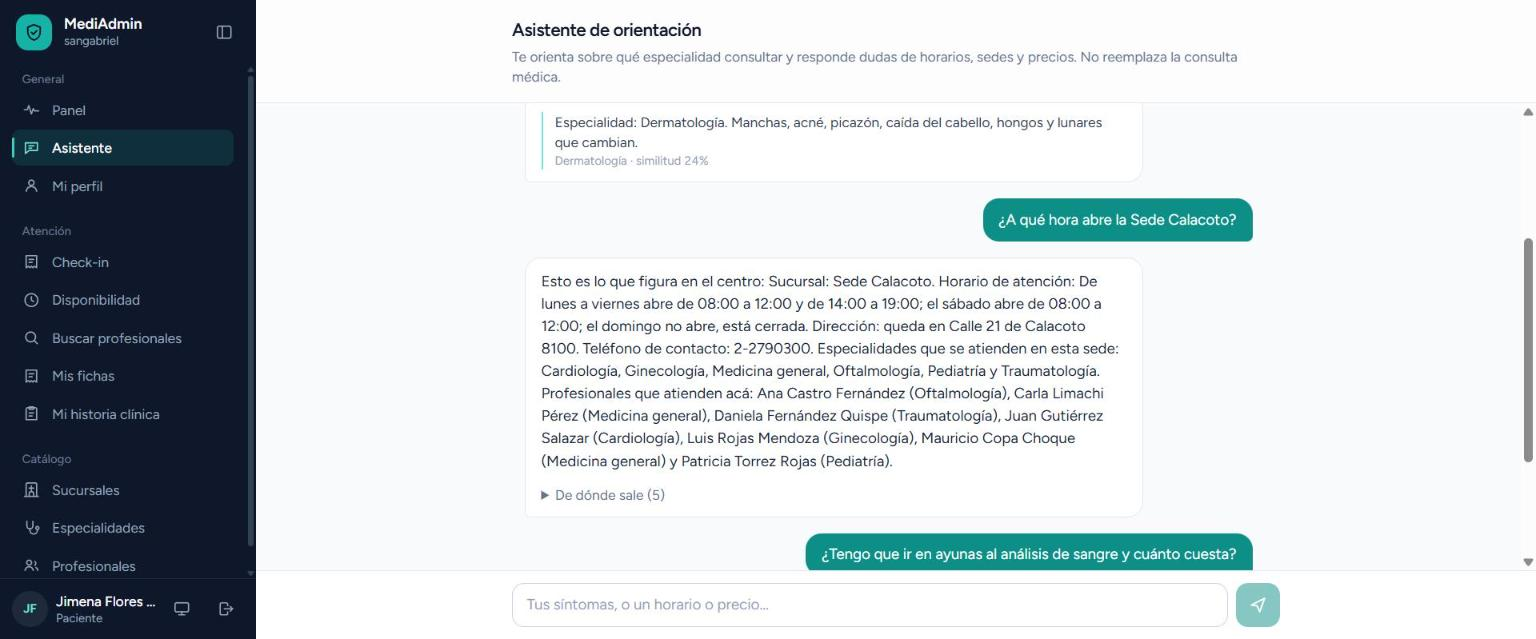 MediAdmin
sangabriel
General
Panel
Asistente
Mi perfil
Atención
Check-in
Disponibilidad
Buscar profesionales
Mis fichas
Mi historia clínica
Catálogo
Sucursales
Especialidades
Profesionales
JF
Jimena Flores ...
Paciente
Asistente de orientación
Te orienta sobre qué especialidad consultar y responde dudas de horarios, sedes y precios. No reemplaza la consulta
médica.
Especialidad: Dermatología. Manchas, acné, picazón, caída del cabello, hongos y lunares
que cambian.
Dermatología · similitud 24%
¿A qué hora abre la Sede Calacoto?
Esto es lo que figura en el centro: Sucursal: Sede Calacoto. Horario de atención: De
lunes a viernes abre de 08:00 a 12:00 y de 14:00 a 19:00; el sábado abre de 08:00 a
12:00; el domingo no abre, está cerrada. Dirección: queda en Calle 21 de Calacoto
8100. Teléfono de contacto: 2-2790300. Especialidades que se atienden en esta sede:
Cardiología, Ginecología, Medicina general, Oftalmología, Pediatría y Traumatología.
Profesionales que atienden acá: Ana Castro Fernández (Oftalmología), Carla Limachi
Pérez (Medicina general), Daniela Fernández Quispe (Traumatología), Juan Gutiérrez
Salazar (Cardiología), Luis Rojas Mendoza (Ginecología), Mauricio Copa Choque
(Medicina general) y Patricia Torrez Rojas (Pediatría).
De dónde sale (5)
¿Tengo que ir en ayunas al análisis de sangre y cuánto cuesta?
Tus síntomas, o un horario o precio...